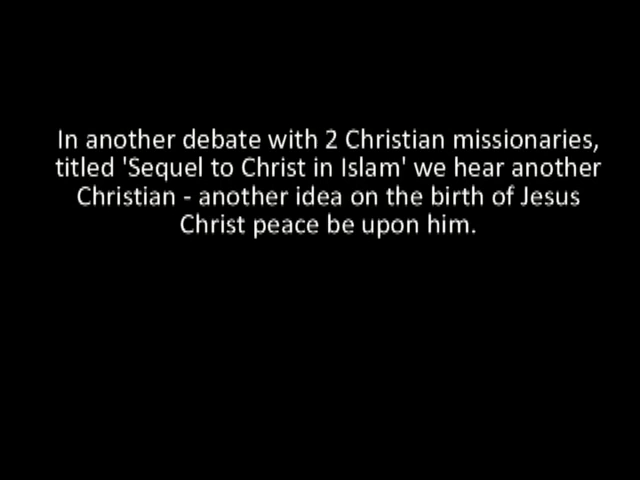 In another debate with 2 Christian missionaries,
titled 'Sequel to Christ in Islam' we hear another
Christian - another idea on the birth of Jesus
Christ peace be upon him.